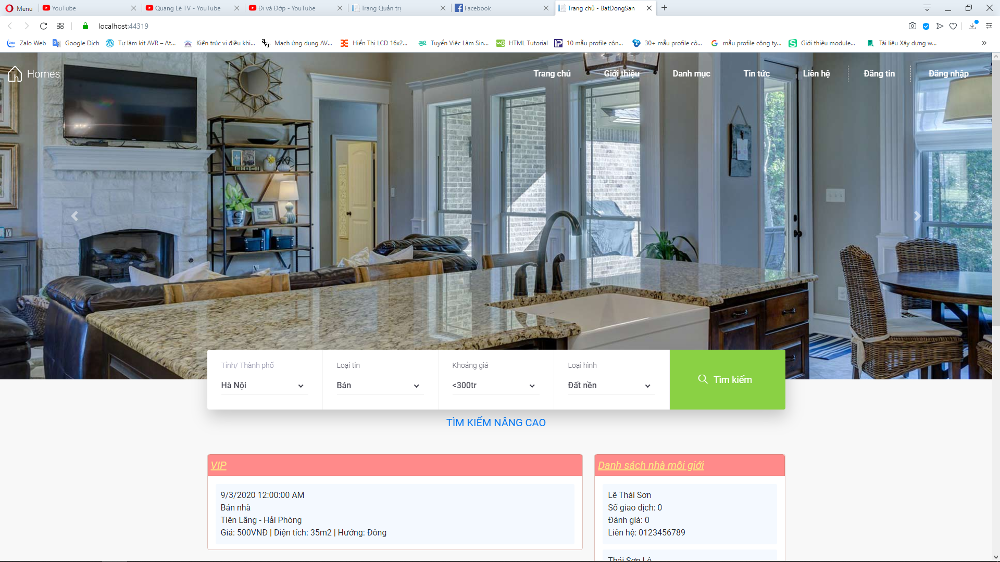 Menu
YouTube
Quang Lê TV - YouTube
Đi và Đớp - YouTube
Trang Quản trị
Facebook
Trang chủ - BatDongSan
localhost:44319
Zalo Web
Google Dịch
Tự làm kit AVR – At...
Kiến trúc vi điều khi...
Mạch ứng dụng AV...
Hiển Thị LCD 16x2...
Tuyển Việc Làm Sin...
HTML Tutorial
10 mẫu profile côn...
30+ mẫu profile cô...
mẫu profile công ty...
Giới thiệu module...
Tài liệu Xây dựng w...
Homes
Trang chủ
Giới thiệu
Danh mục
Tin tức
Liên hệ
Đăng tin
Đăng nhập
Tỉnh/ Thành phố
Hà Nội
Loại tin
Bán
Khoảng giá
<300tr
Loại hình
Đất nền
Tìm kiếm
TÌM KIẾM NÂNG CAO
VIP
9/3/2020 12:00:00 AM
Bán nhà
Tiên Lãng - Hải Phòng
Giá: 500VNĐ | Diện tích: 35m2 | Hướng: Đông
Danh sách nhà môi giới
Lê Thái Sơn
Số giao dịch: 0
Đánh giá: 0
Liên hệ: 0123456789
Thái Sơn Lê